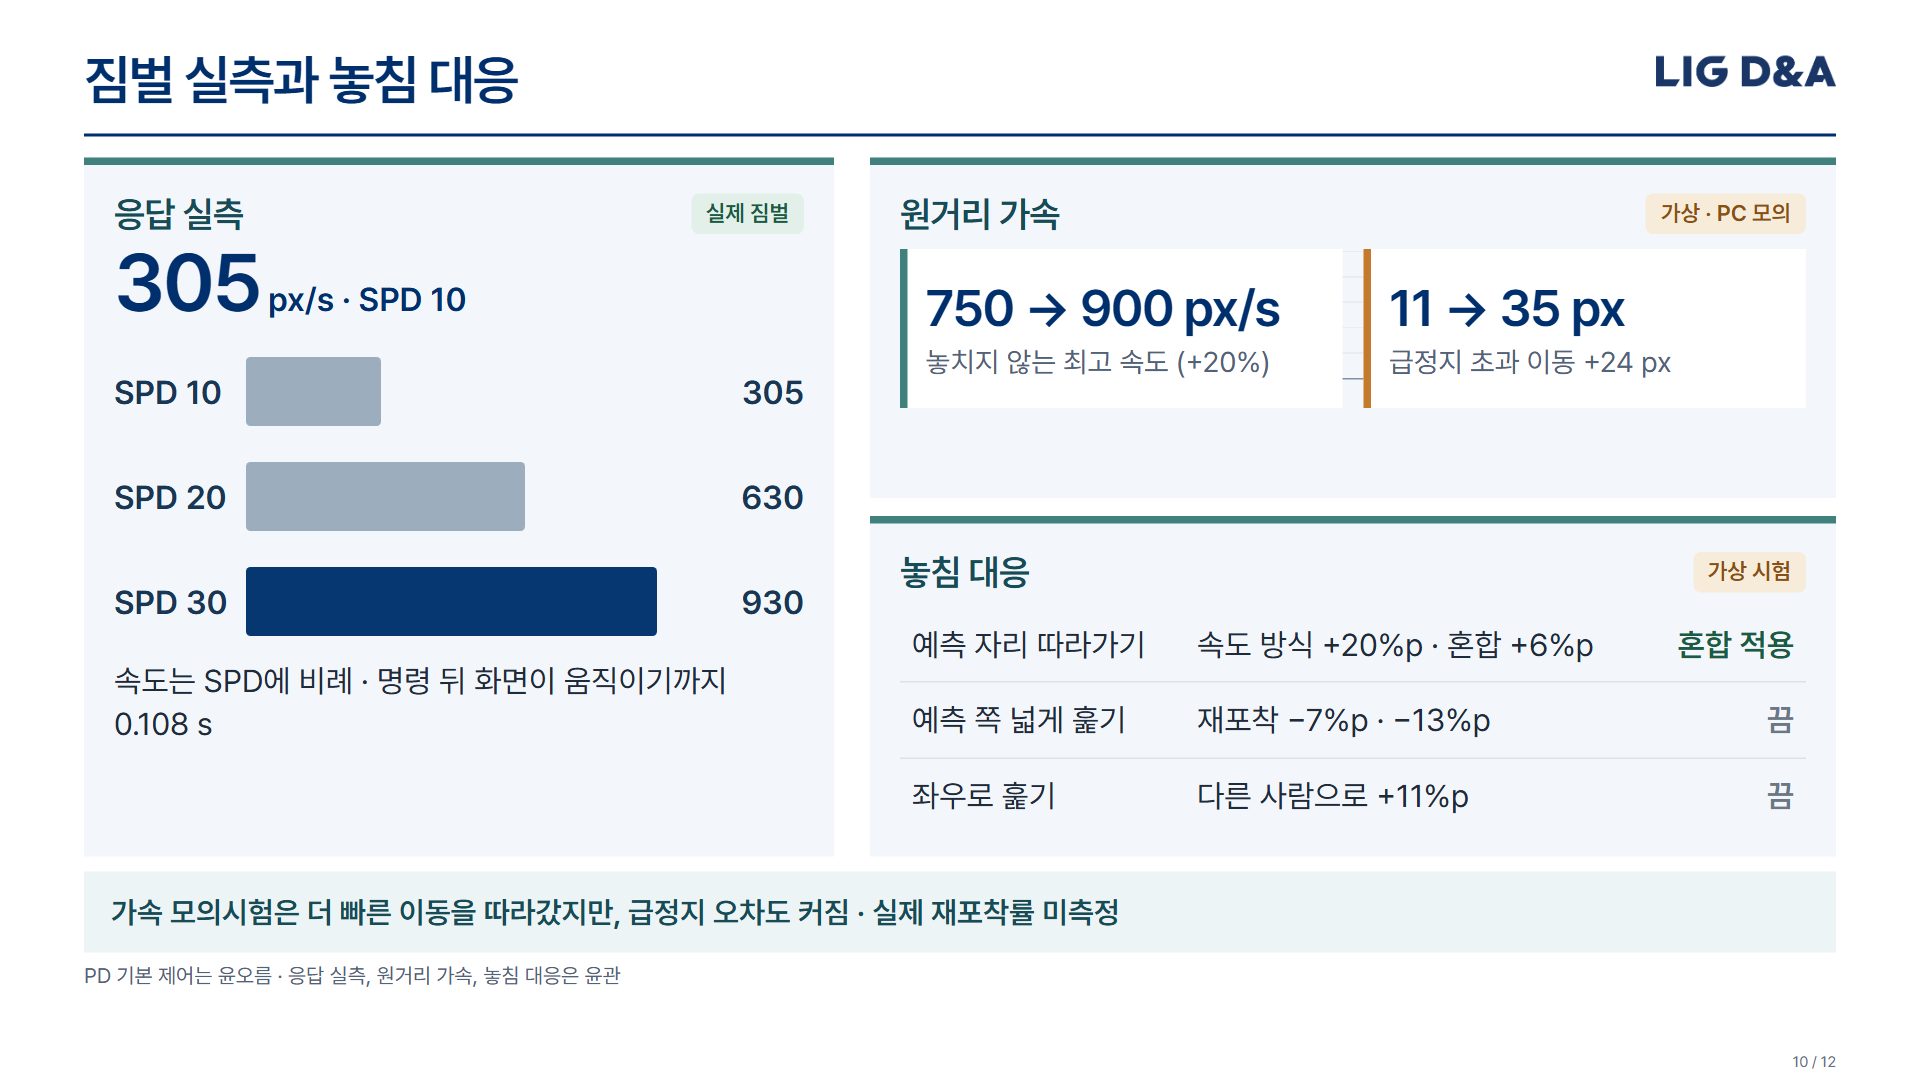 짐벌 실측과 놓침 대응
LIG D&A
응답 실측
실제 짐벌
305 px/s · SPD 10
SPD 10
305
SPD 20
630
SPD 30
930
속도는 SPD에 비례 · 명령 뒤 화면이 움직이기까지
0.108 s
원거리 가속
가상 · PC 모의
750 → 900 px/s
놓치지 않는 최고 속도 (+20%)
11 → 35 px
급정지 초과 이동 +24 px
놓침 대응
가상 시험
예측 자리 따라가기
속도 방식 +20%p · 혼합 +6%p
혼합 적용
예측 쪽 넓게 훑기
재포착 −7%p · −13%p
끔
좌우로 훑기
다른 사람으로 +11%p
끔
가속 모의시험은 더 빠른 이동을 따라갔지만, 급정지 오차도 커짐 · 실제 재포착률 미측정
PD 기본 제어는 윤오름 · 응답 실측, 원거리 가속, 놓침 대응은 윤관
10 / 12